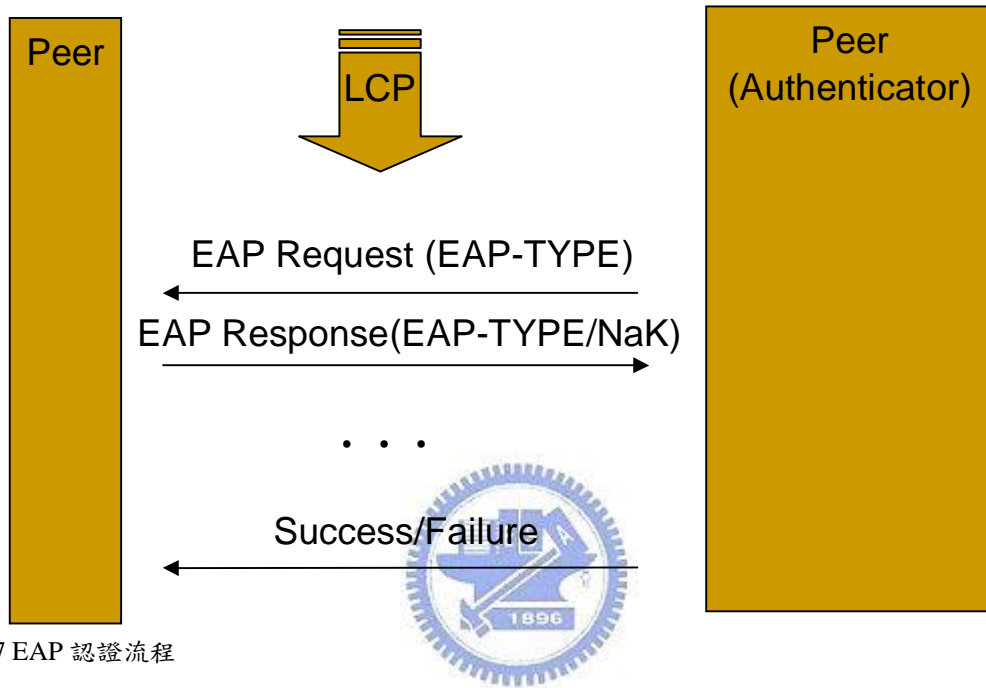 Peer
LCP
Peer
(Authenticator)
EAP Request (EAP-TYPE)
EAP Response(EAP-TYPE/NaK)
. . .
Success/Failure
1896
7 EAP 認證流程